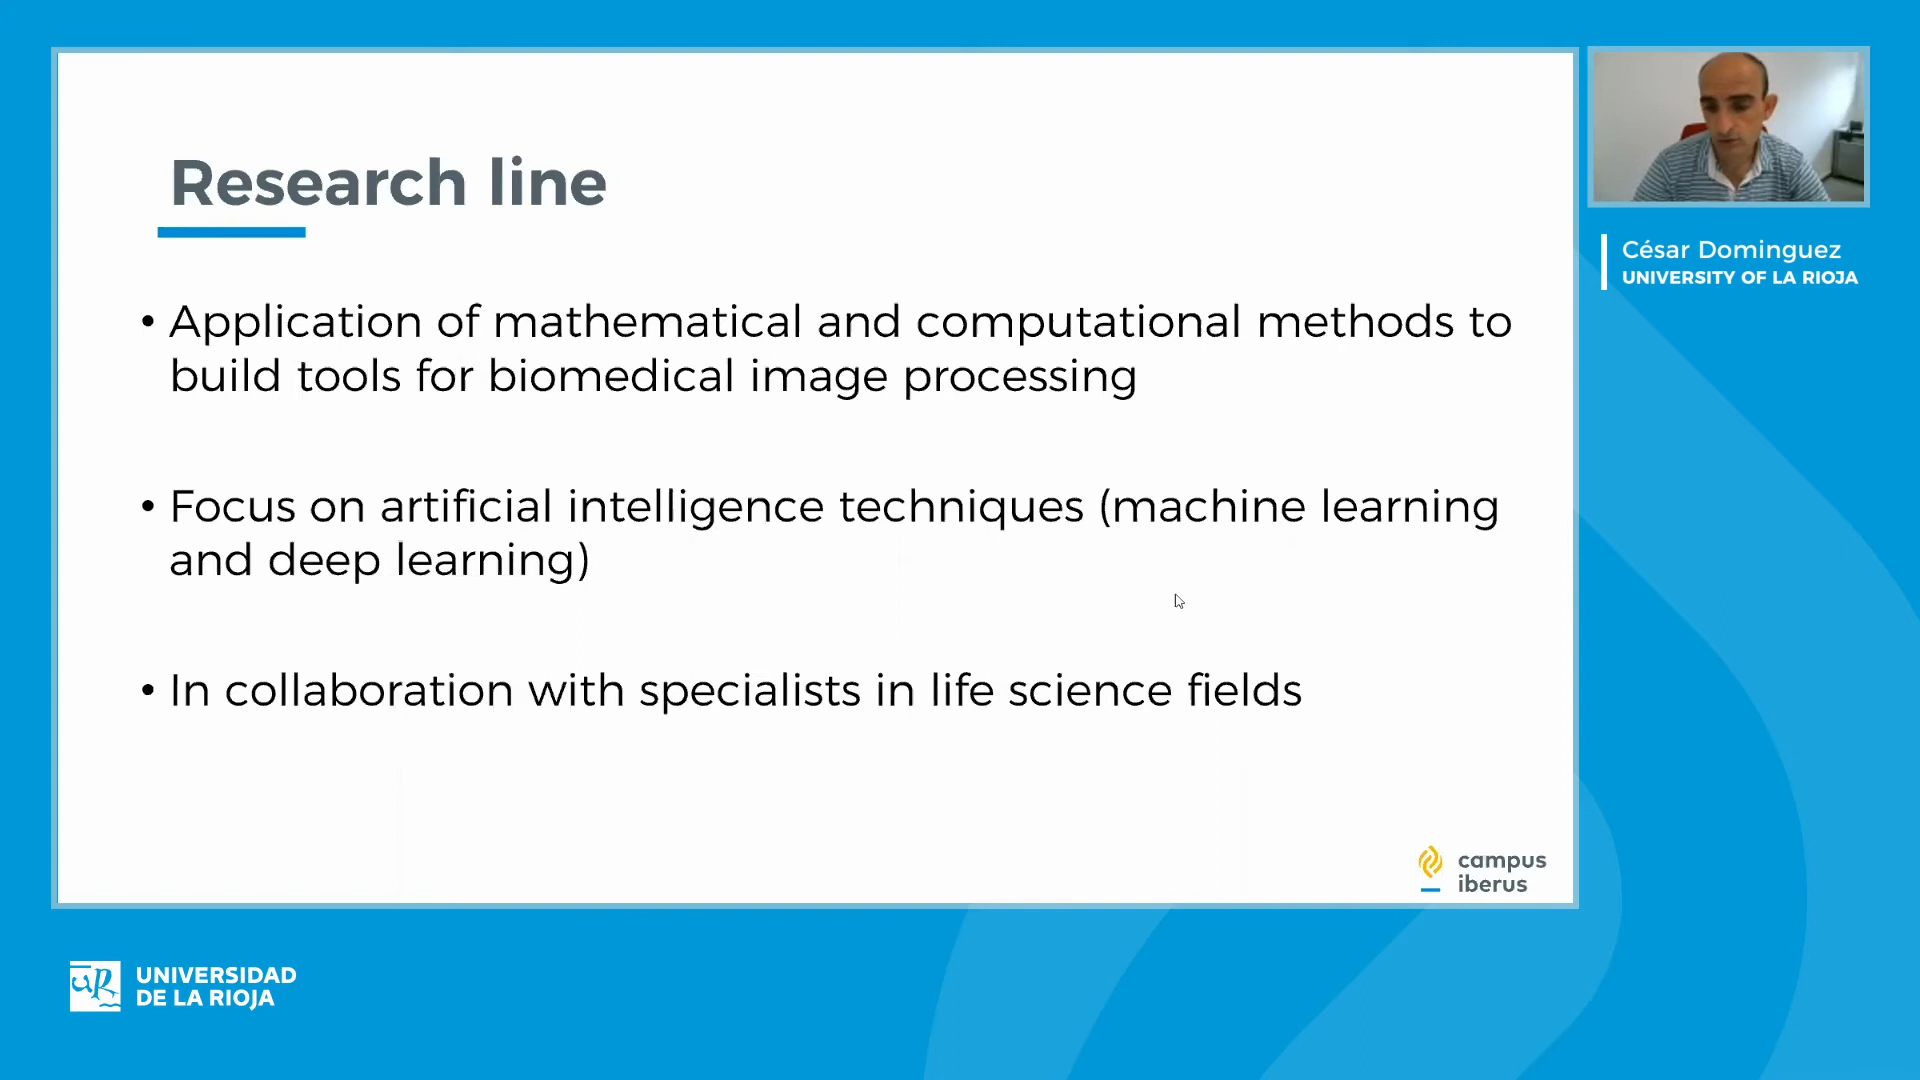 Research line
• Application of mathematical and computational methods to
build tools for biomedical image processing
• Focus on artificial intelligence techniques (machine learning
and deep learning)
• In collaboration with specialists in life science fields
campus
iberus
César Dominguez
UNIVERSITY OF LA RIOJA
UR
UNIVERSIDAD
DE LA RIOJA